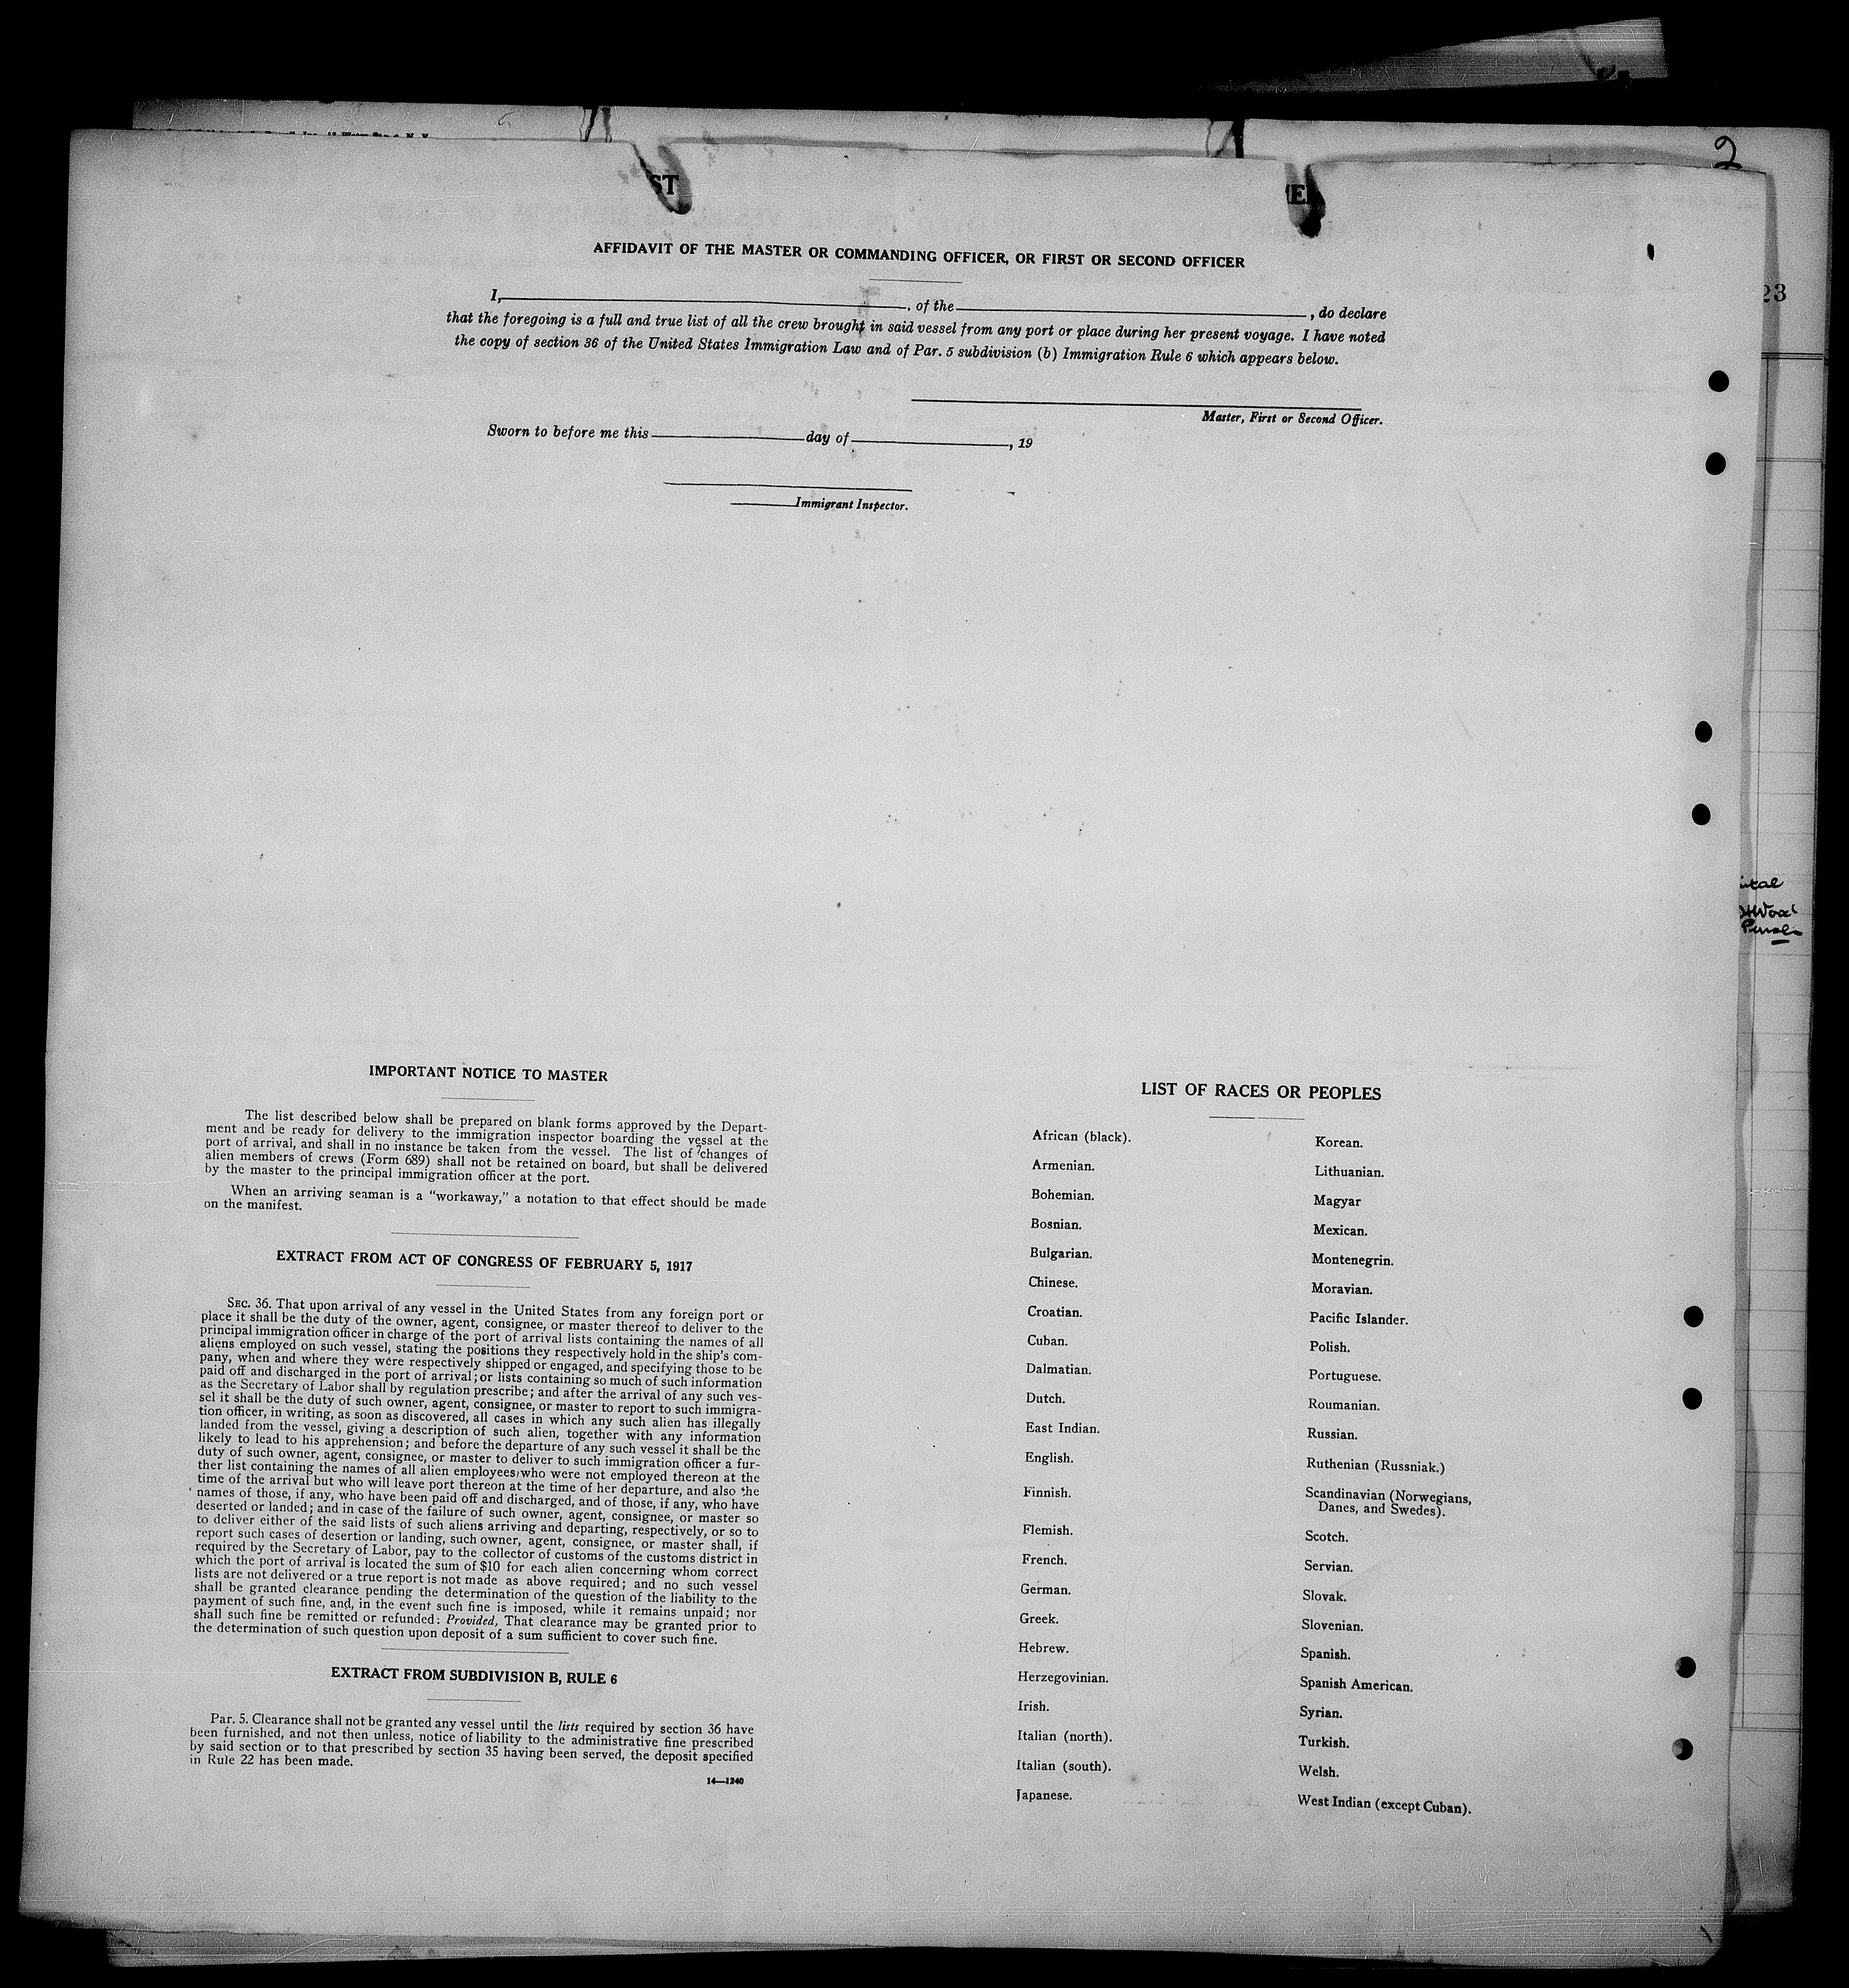 2
ST
AFFIDAVIT OF THE MASTER OR COMMANDING OFFICER, OR FIRST OR SECOND OFFICER
23
I, , of the , do declare
that the foregoing is a full and true list of all the crew brought in said vessel from any port or place during her present voyage. I have noted
the copy of section 36 of the United States Immigration Law and of Par. 5 subdivision (b) Immigration Rule 6 which appears below.
Master, First or Second Officer.
Sworn to before me this day of , 19
Immigrant Inspector.
IMPORTANT NOTICE TO MASTER
The list described below shall be prepared on blank forms approved by the Depart-
ment and be ready for delivery to the immigration inspector boarding the vessel at the
port of arrival, and shall in no instance be taken from the vessel. The list of changes of
alien members of crews (Form 689) shall not be retained on board, but shall be delivered
by the master to the principal immigration officer at the port.
When an arriving seaman is a "workaway," a notation to that effect should be made
on the manifest.
EXTRACT FROM ACT OF CONGRESS OF FEBRUARY 5, 1917
SEC. 36. That upon arrival of any vessel in the United States from any foreign port or
place it shall be the duty of the owner, agent, consignee, or master thereof to deliver to the
principal immigration officer in charge of the port of arrival lists containing the names of all
aliens employed on such vessel, stating the positions they respectively hold in the ship's com-
pany, when and where they were respectively shipped or engaged, and specifying those to be
paid off and discharged in the port of arrival; or lists containing so much of such information
as the Secretary of Labor shall by regulation prescribe; and after the arrival of any such ves-
sel it shall be the duty of such owner, agent, consignee, or master to report to such immigra-
tion officer, in writing, as soon as discovered, all cases in which any such alien has illegally
landed from the vessel, giving a description of such alien, together with any information
likely to lead to his apprehension; and before the departure of any such vessel it shall be the
duty of such owner, agent, consignee, or master to deliver to such immigration officer a fur-
ther list containing the names of all alien employees who were not employed thereon at the
time of the arrival but who will leave port thereon at the time of her departure, and also the
names of those, if any, who have been paid off and discharged, and of those, if any, who have
deserted or landed; and in case of the failure of such owner, agent, consignee, or master so
to deliver either of the said lists of such aliens arriving and departing, respectively, or so to
report such cases of desertion or landing, such owner, agent, consignee, or master shall, if
required by the Secretary of Labor, pay to the collector of customs of the customs district in
which the port of arrival is located the sum of $10 for each alien concerning whom correct
lists are not delivered or a true report is not made as above required; and no such vessel
shall be granted clearance pending the determination of the question of the liability to the
payment of such fine, and, in the event such fine is imposed, while it remains unpaid; nor
shall such fine be remitted or refunded: Provided, That clearance may be granted prior to
the determination of such question upon deposit of a sum sufficient to cover such fine.
EXTRACT FROM SUBDIVISION B, RULE 6
Par. 5. Clearance shall not be granted any vessel until the lists required by section 36 have
been furnished, and not then unless, notice of liability to the administrative fine prescribed
by said section or to that prescribed by section 35 having been served, the deposit specified
in Rule 22 has been made.
14—1240
LIST OF RACES OR PEOPLES
African (black).
Armenian.
Bohemian.
Bosnian.
Bulgarian.
Chinese.
Croatian.
Cuban.
Dalmatian.
Dutch.
East Indian.
English.
Finnish.
Flemish.
French.
German.
Greek.
Hebrew.
Herzegovinian.
Irish.
Italian (north).
Italian (south).
Japanese.
Korean.
Lithuanian.
Magyar
Mexican.
Montenegrin.
Moravian.
Pacific Islander.
Polish.
Portuguese.
Roumanian.
Russian.
Ruthenian (Russniak.)
Scandinavian (Norwegians,
Danes, and Swedes).
Scotch.
Servian.
Slovak.
Slovenian.
Spanish.
Spanish American.
Syrian.
Turkish.
Welsh.
West Indian (except Cuban).